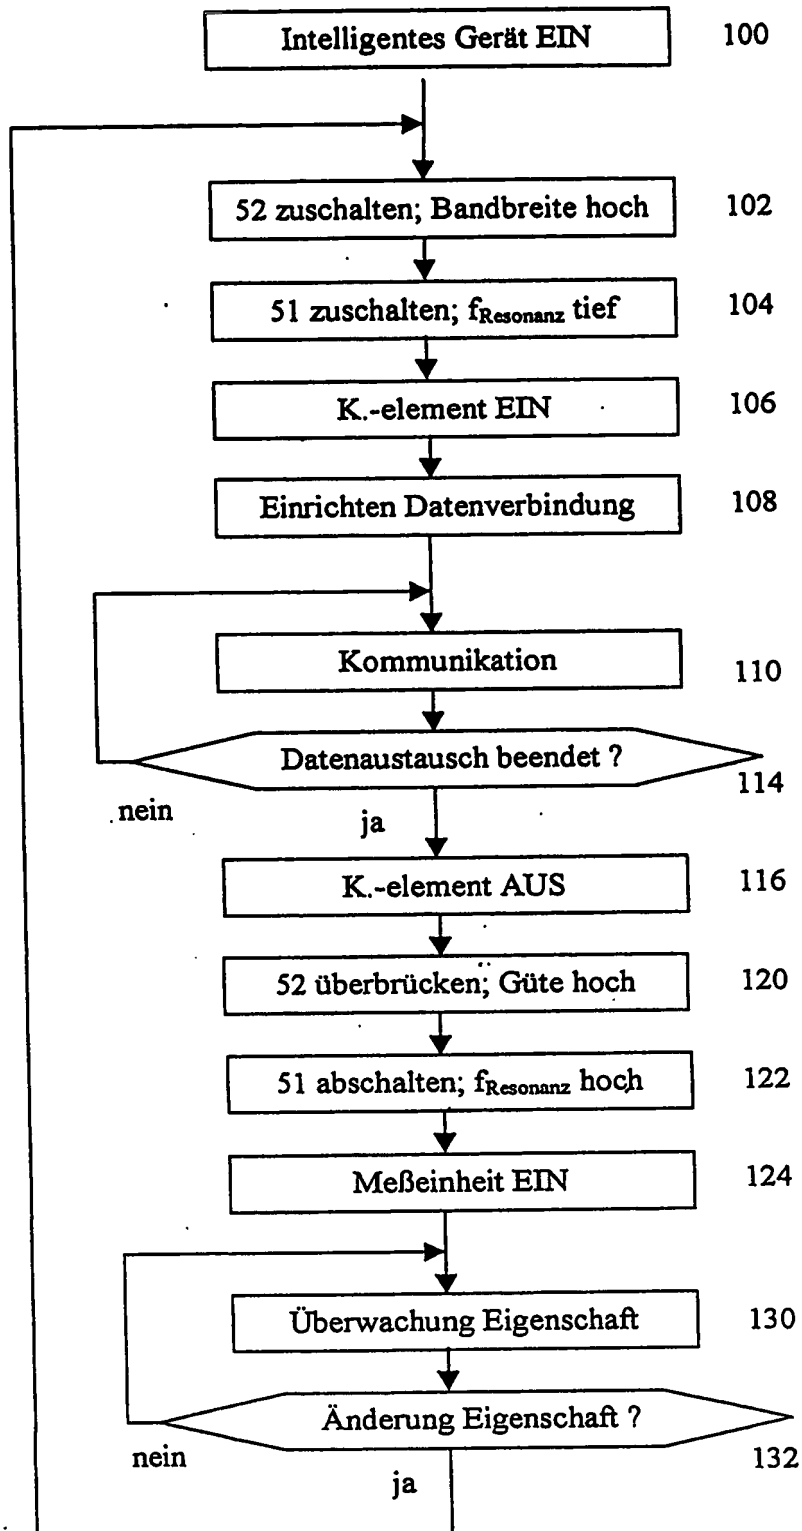 Intelligentes Gerät EIN 100
52 zuschalten; Bandbreite hoch 102
51 zuschalten; fResonanz tief 104
K.-element EIN 106
Einrichten Datenverbindung 108
Kommunikation 110
Datenaustausch beendet ? 114
nein
ja
K.-element AUS 116
52 überbrücken; Güte hoch 120
51 abschalten; fResonanz hoch 122
Meßeinheit EIN 124
Überwachung Eigenschaft 130
Änderung Eigenschaft ? 132
nein
ja